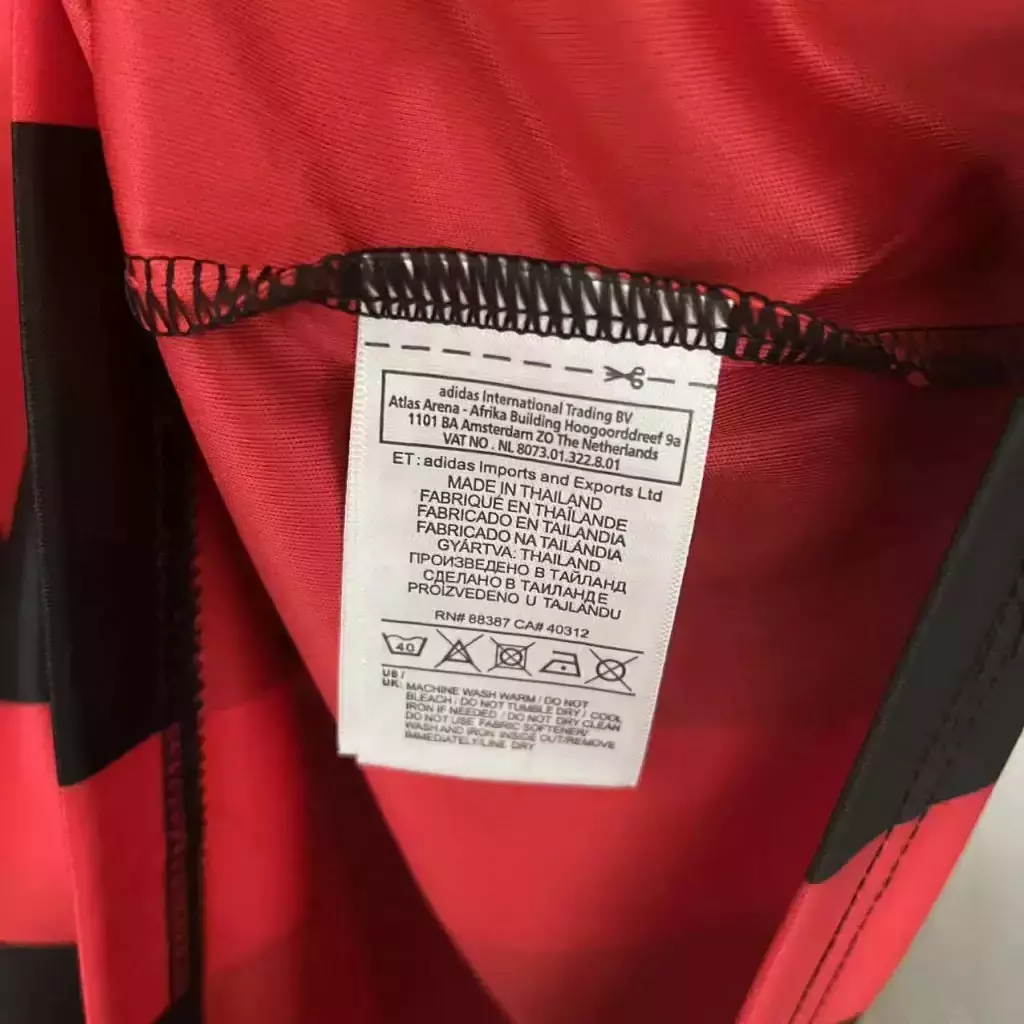 adidas International Trading BV
Atlas Arena - Afrika Building Hoogoorddreef 9a
1101 BA Amsterdam ZO The Netherlands
VAT NO . NL 8073.01.322.8.01
ET : adidas Imports and Exports Ltd
MADE IN THAILAND
FABRIQUÉ EN THAÏLANDE
FABRICADO EN TAILANDIA
FABRICADO NA TAILÂNDIA
GYÁRTVA: THAILAND
ПРОИЗВЕДЕНО В ТАЙЛАНД
СДЕЛАНО В ТАИЛАНДЕ
PROÏZVEDENO U TAJLANDU
RN# 88387 CA# 40312
40
US /
UK: MACHINE WASH WARM / DO NOT
BLEACH / DO NOT TUMBLE DRY / COOL
IRON IF NEEDED / DO NOT DRY CLEAN
DO NOT USE FABRIC SOFTENER/
WASH AND IRON INSIDE OUT/REMOVE
IMMEDIATELY/LINE DRY